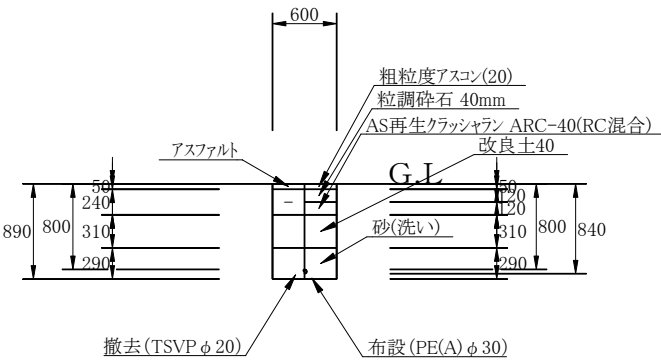 600
粗粒度アスコン(20)
粒調砕石 40mm
AS再生クラッシャラン ARC-40(RC混合)
アスファルト
改良土40
G.L
50
240
310
290
800
890
砂(洗い)
50
120
120
310
290
800
840
撤去(TSVPφ20)
布設(PE(A)φ30)